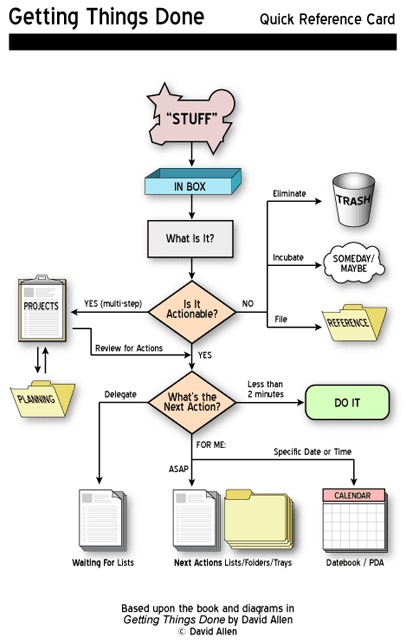 Getting Things Done
Quick Reference Card
"STUFF"
IN BOX
What Is It?
Eliminate
TRASH
Incubate
SOMEDAY/
MAYBE
File
REFERENCE
PROJECTS
YES (multi-step)
Is It
Actionable?
NO
Review for Actions
YES
PLANNING
Delegate
What's the
Next Action?
Less than
2 minutes
DO IT
FOR ME:
ASAP
Specific Date or Time
CALENDAR
Waiting For Lists
Next Actions Lists/Folders/Trays
Datebook / PDA
Based upon the book and diagrams in
Getting Things Done by David Allen
© David Allen